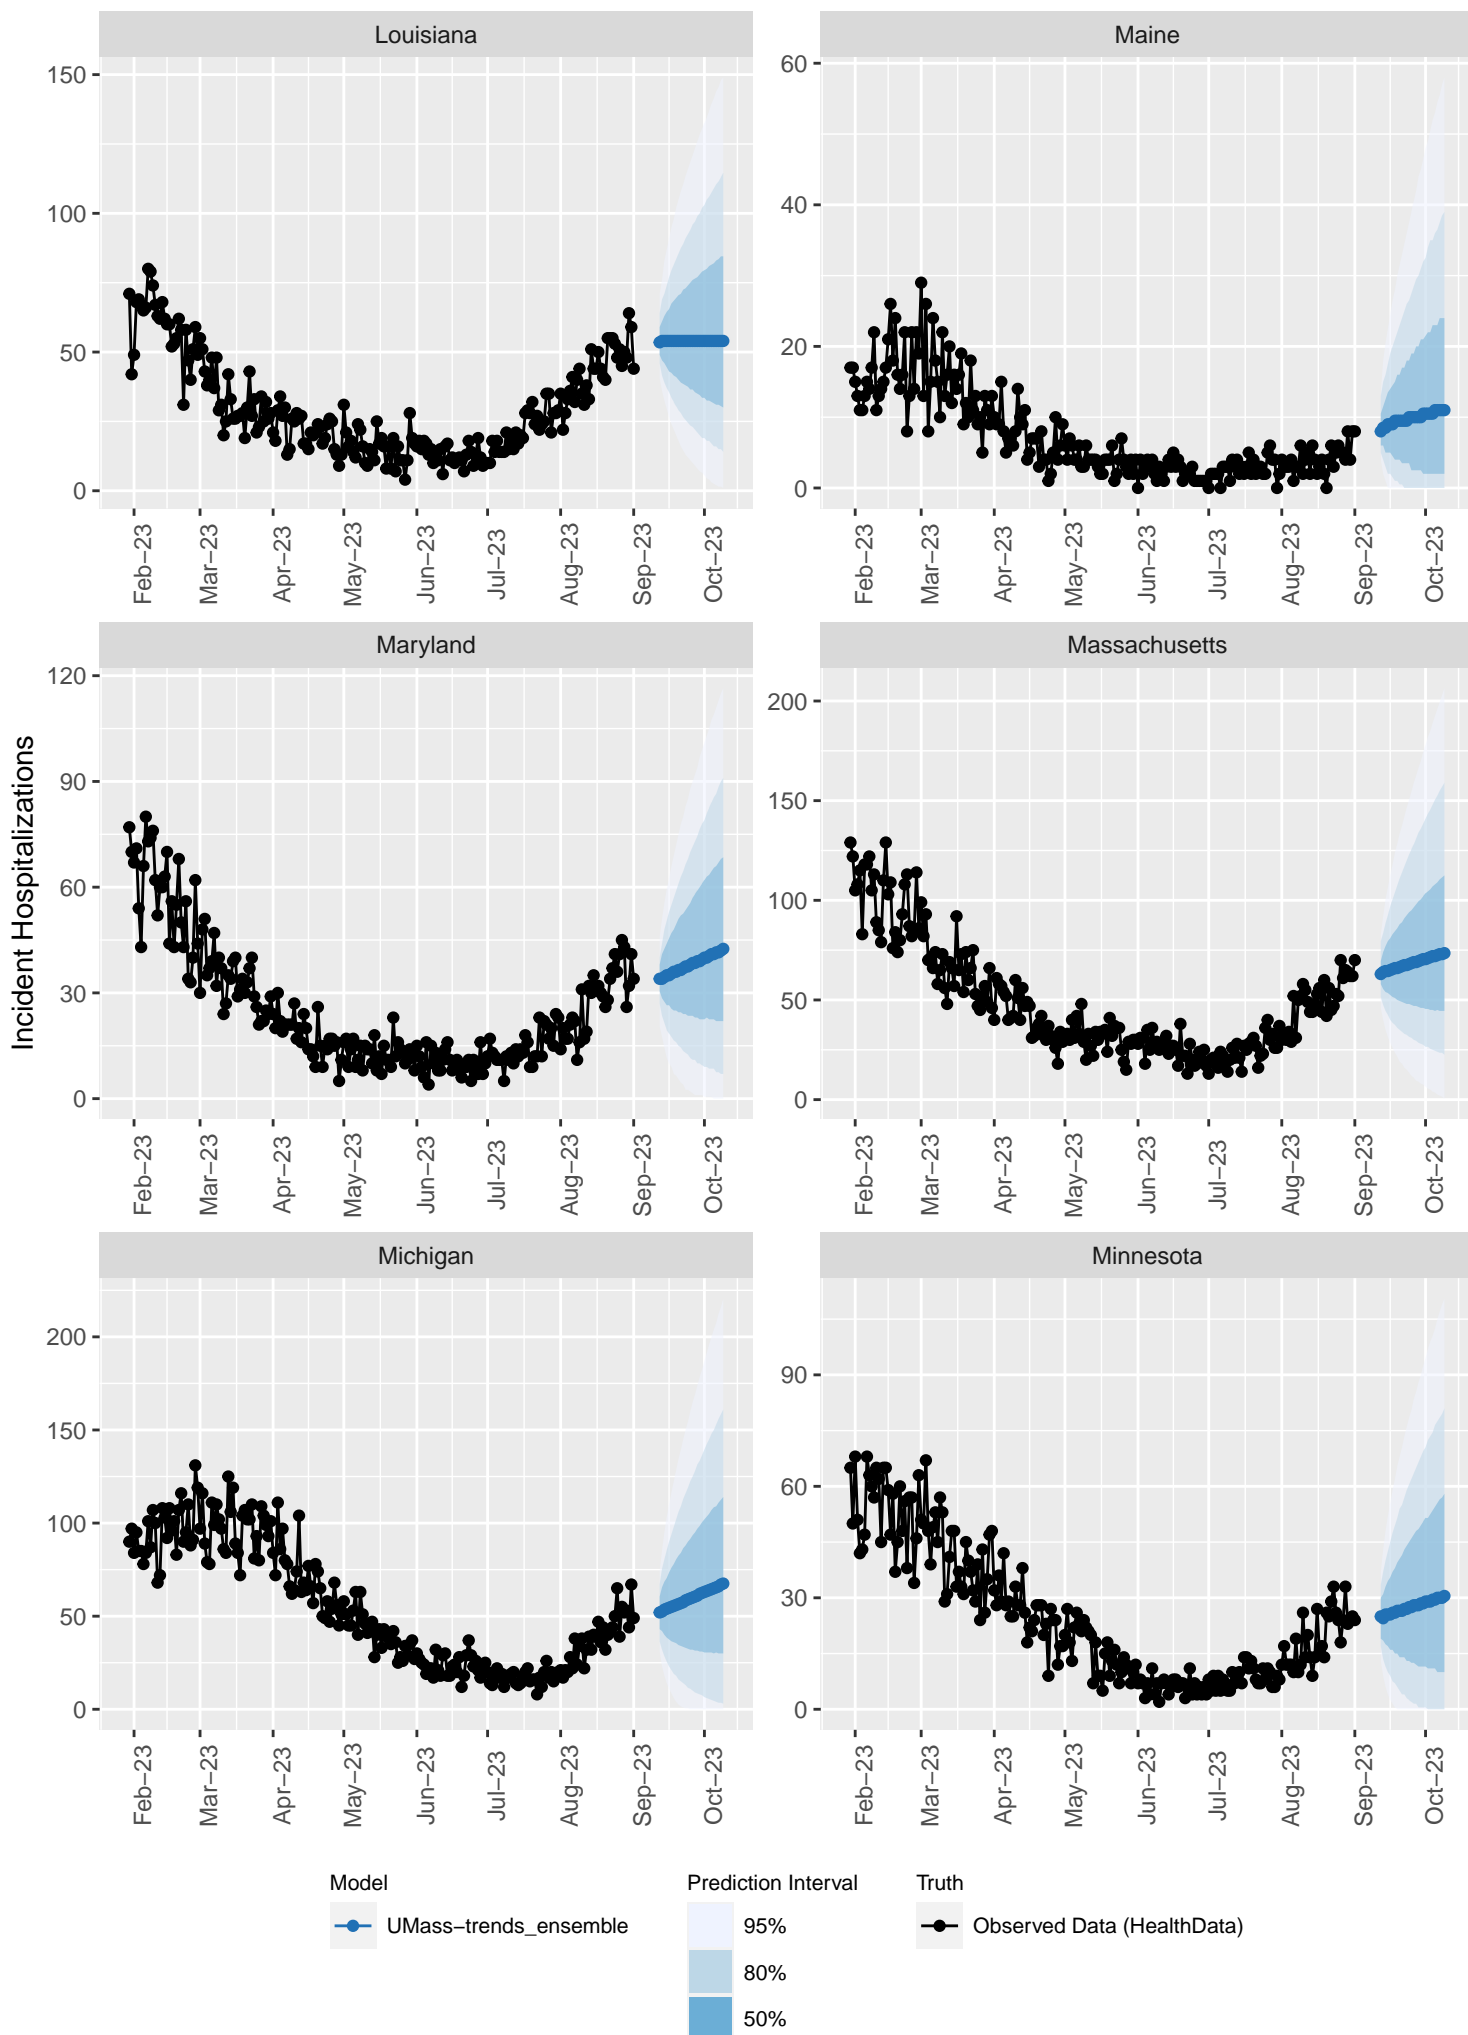 Louisiana
Maine
150
100
50
0
60
40
20
0
Feb−23
Mar−23
Apr−23
May−23
Jun−23
Jul−23
Aug−23
Sep−23
Oct−23
Feb−23
Mar−23
Apr−23
May−23
Jun−23
Jul−23
Aug−23
Sep−23
Oct−23
Incident Hospitalizations
Maryland
Massachusetts
120
90
60
30
0
200
150
100
50
0
Feb−23
Mar−23
Apr−23
May−23
Jun−23
Jul−23
Aug−23
Sep−23
Oct−23
Feb−23
Mar−23
Apr−23
May−23
Jun−23
Jul−23
Aug−23
Sep−23
Oct−23
Michigan
Minnesota
200
150
100
50
0
90
60
30
0
Feb−23
Mar−23
Apr−23
May−23
Jun−23
Jul−23
Aug−23
Sep−23
Oct−23
Feb−23
Mar−23
Apr−23
May−23
Jun−23
Jul−23
Aug−23
Sep−23
Oct−23
Model
UMass−trends_ensemble
Prediction Interval
95%
80%
50%
Truth
Observed Data (HealthData)